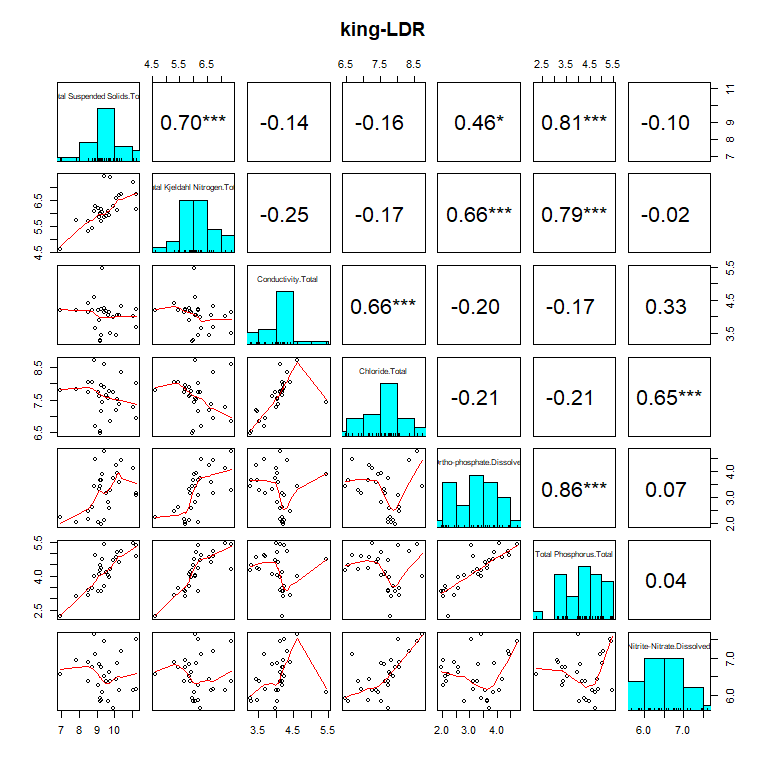 king-LDR
4.5 6.5 6.5 7.5 8.5 2.5 3.5 4.5 5.5
tal Suspended Solids.To
0.70***
-0.14
-0.16
0.46*
0.81***
-0.10
7 9 11
4.5 5.5 6.5
tal Kjeldahl Nitrogen.Tot
-0.25
-0.17
0.66***
0.79***
-0.02
Conductivity.Total
0.66***
-0.20
-0.17
0.33
3.5 4.5 5.5
6.5 7.5 8.5
Chloride.Total
-0.21
-0.21
0.65***
rtho-phosphate.Dissolve
0.86***
0.07
2.0 3.0 4.0
2.5 4.0 5.5
Total Phosphorus.Total
0.04
Nitrite-Nitrate.Dissolved
6.0 7.0
7 8 9 10
3.5 4.5 5.5
2.0 3.0 4.0
6.0 7.0